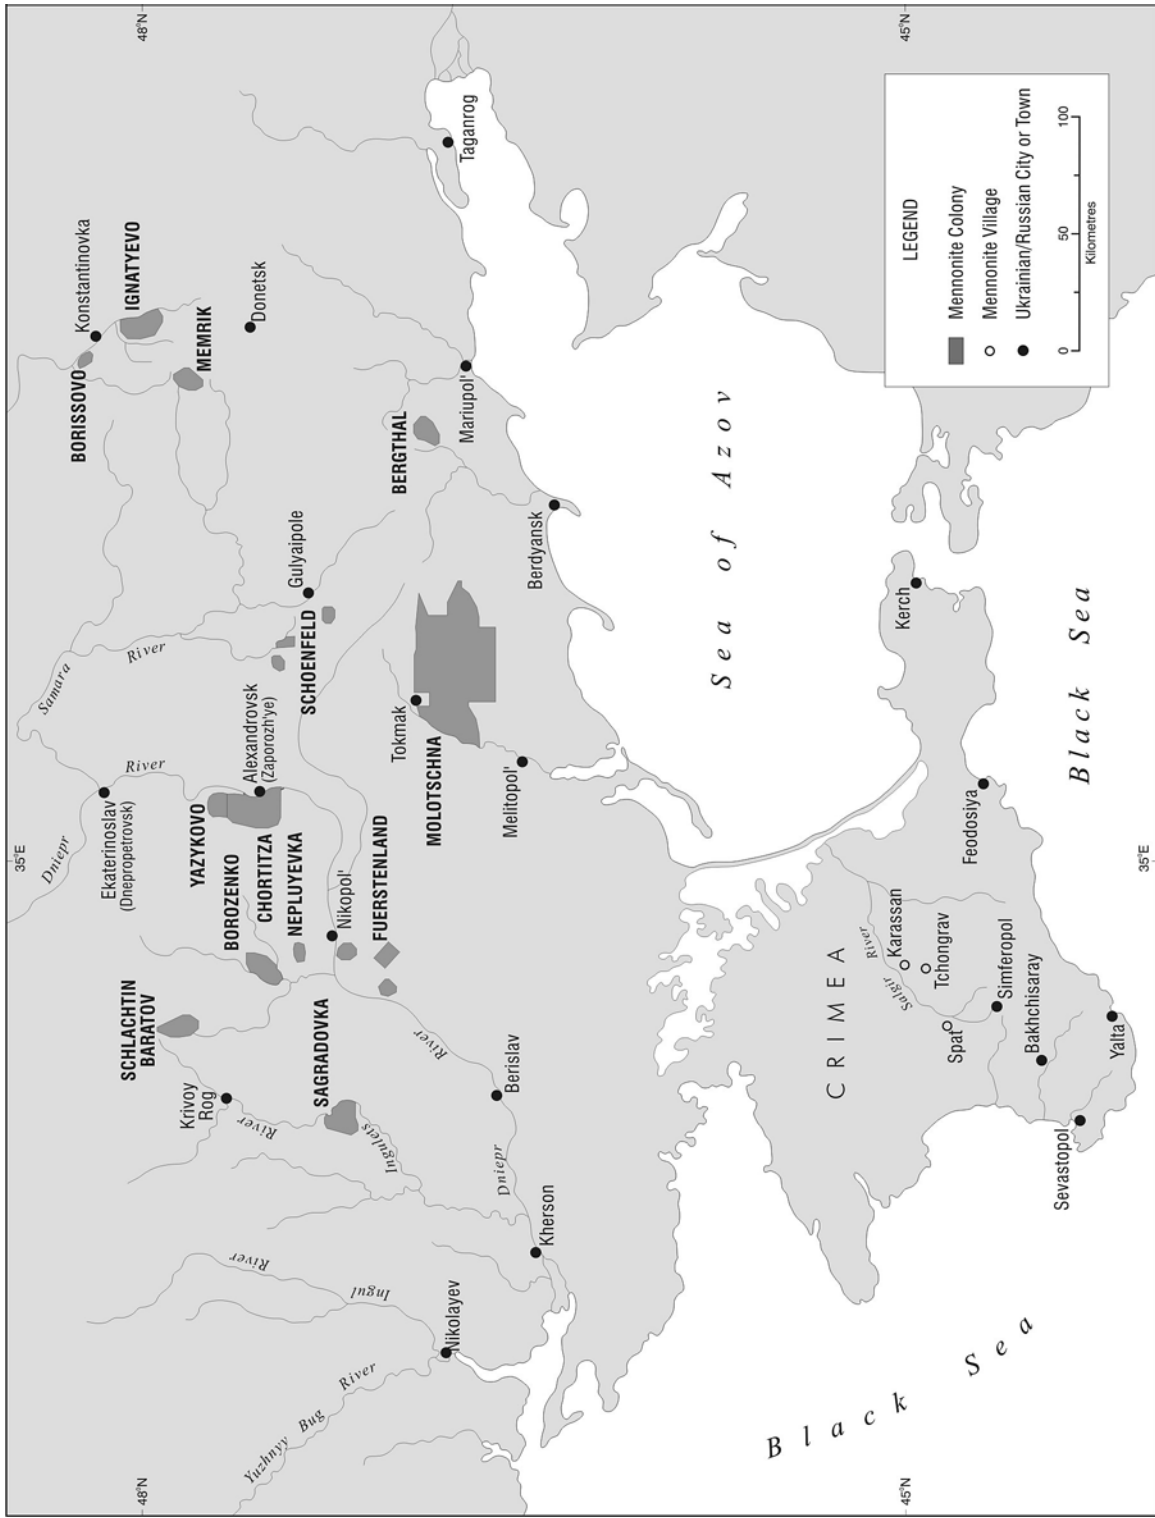 48°N
45°N
Konstantinovka
IGNATYEVO
BORISSOVO
MEMRIK
Donetsk
Taganrog
Mariupol'
BERGTHAL
Berdyansk
Gulyaipole
SCHOENFELD
Samara
River
Dniepr
River
Ekaterinoslav
(Dnepropetrovsk)
Alexandrovsk
(Zaporozh'ye)
YAZYKOVO
CHORTITZA
BOROZENKO
NEPLUYEVKA
Nikopol'
FUERSTENLAND
Tokmak
MOLOTSCHNA
Melitopol'
35°E
35°E
SCHLACHTIN
BARATOV
Krivoy
Rog
SAGRADOVKA
River
Ingulets
River
Dniepr
Berislav
Kherson
River
Ingul
Nikolayev
Yuzhnyy Bug River
48°N
45°N
Sea of Azov
Black Sea
Black Sea
CRIMEA
Kerch
Feodosiya
Salgir
River
Karassan
Tchongrav
Spat
Simferopol
Bakhchisaray
Yalta
Sevastopol
LEGEND
Mennonite Colony
Mennonite Village
Ukrainian/Russian City or Town
0 50 100
Kilometres